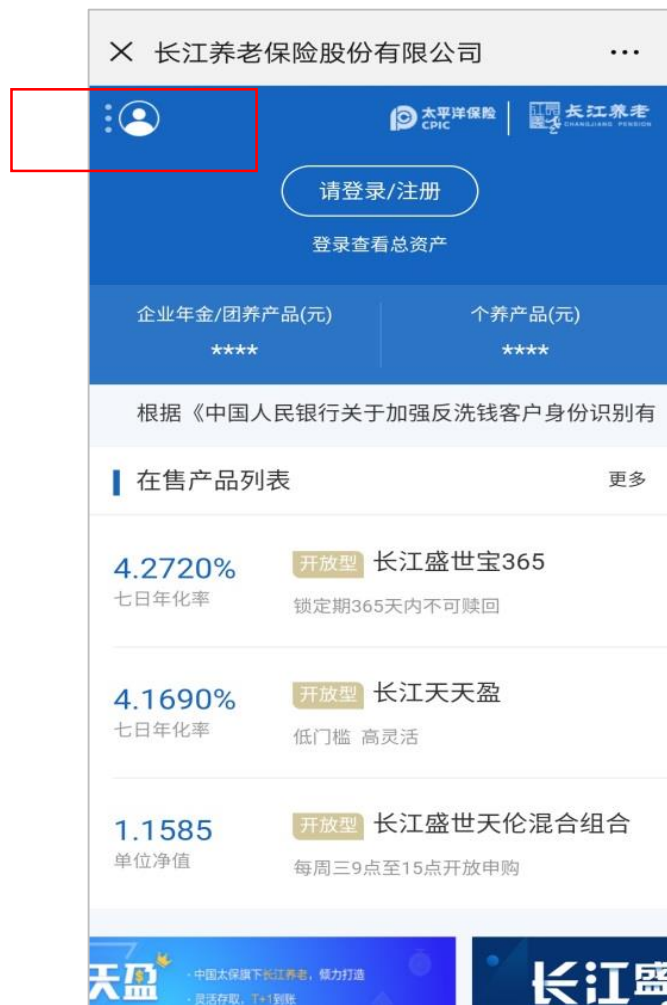 长江养老保险股份有限公司
太平洋保险 CPIC 长江养老 CHANGJIANG PENSION
请登录/注册
登录查看总资产
企业年金/团养产品(元) 个养产品(元)
**** ****
根据《中国人民银行关于加强反洗钱客户身份识别有
在售产品列表 更多
4.2720% 开放型 长江盛世宝365
七日年化率 锁定期365天内不可赎回
4.1690% 开放型 长江天天盈
七日年化率 低门槛 高灵活
1.1585 开放型 长江盛世天伦混合组合
单位净值 每周三9点至15点开放申购
天盈 · 中国太保旗下长江养老，倾力打造 长江盛
· 灵活存取，T+1到账